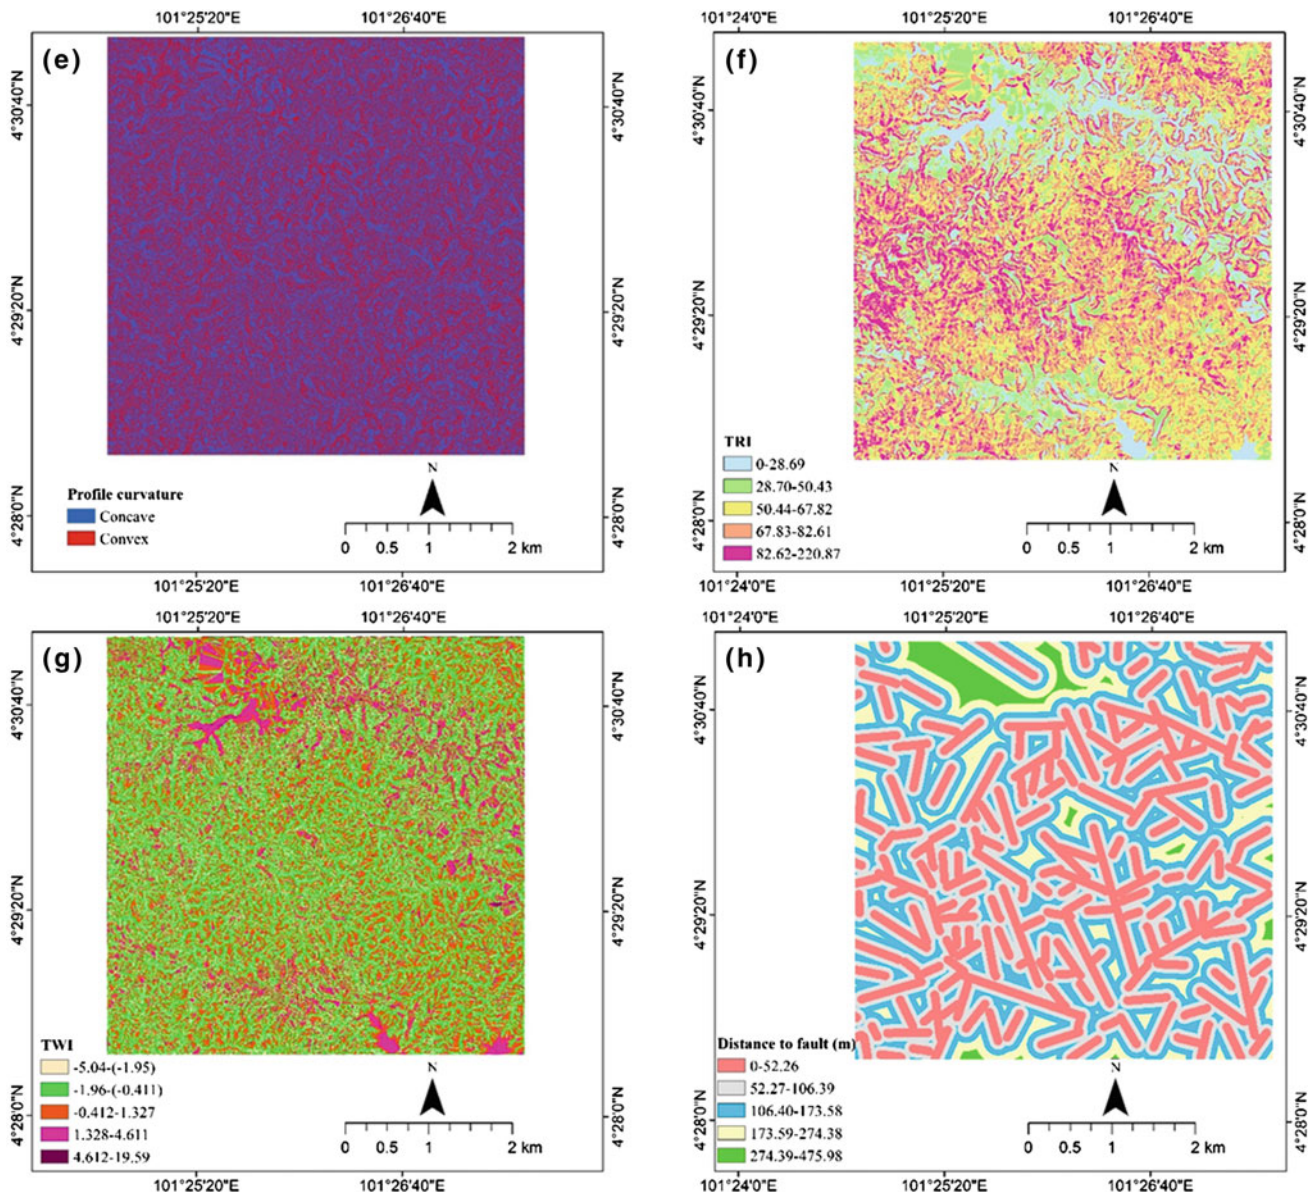 101°25'20"E 101°26'40"E
(e)
4°30'40"N 4°30'40"N
4°29'20"N 4°29'20"N
4°28'0"N 4°28'0"N
Profile curvature
Concave
Convex
N
0 0.5 1 2 km
101°25'20"E 101°26'40"E
101°24'0"E 101°25'20"E 101°26'40"E
(f)
4°30'40"N 4°30'40"N
4°29'20"N 4°29'20"N
4°28'0"N 4°28'0"N
TRI
0-28.69
28.70-50.43
50.44-67.82
67.83-82.61
82.62-220.87
N
0 0.5 1 2 km
101°24'0"E 101°25'20"E 101°26'40"E
101°25'20"E 101°26'40"E
(g)
4°30'40"N 4°30'40"N
4°29'20"N 4°29'20"N
4°28'0"N 4°28'0"N
TWI
-5.04-(-1.95)
-1.96-(-0.411)
-0.412-1.327
1.328-4.611
4.612-19.59
N
0 0.5 1 2 km
101°25'20"E 101°26'40"E
101°24'0"E 101°25'20"E 101°26'40"E
(h)
4°30'40"N 4°30'40"N
4°29'20"N 4°29'20"N
4°28'0"N 4°28'0"N
Distance to fault (m)
0-52.26
52.27-106.39
106.40-173.58
173.59-274.38
274.39-475.98
N
0 0.5 1 2 km
101°24'0"E 101°25'20"E 101°26'40"E